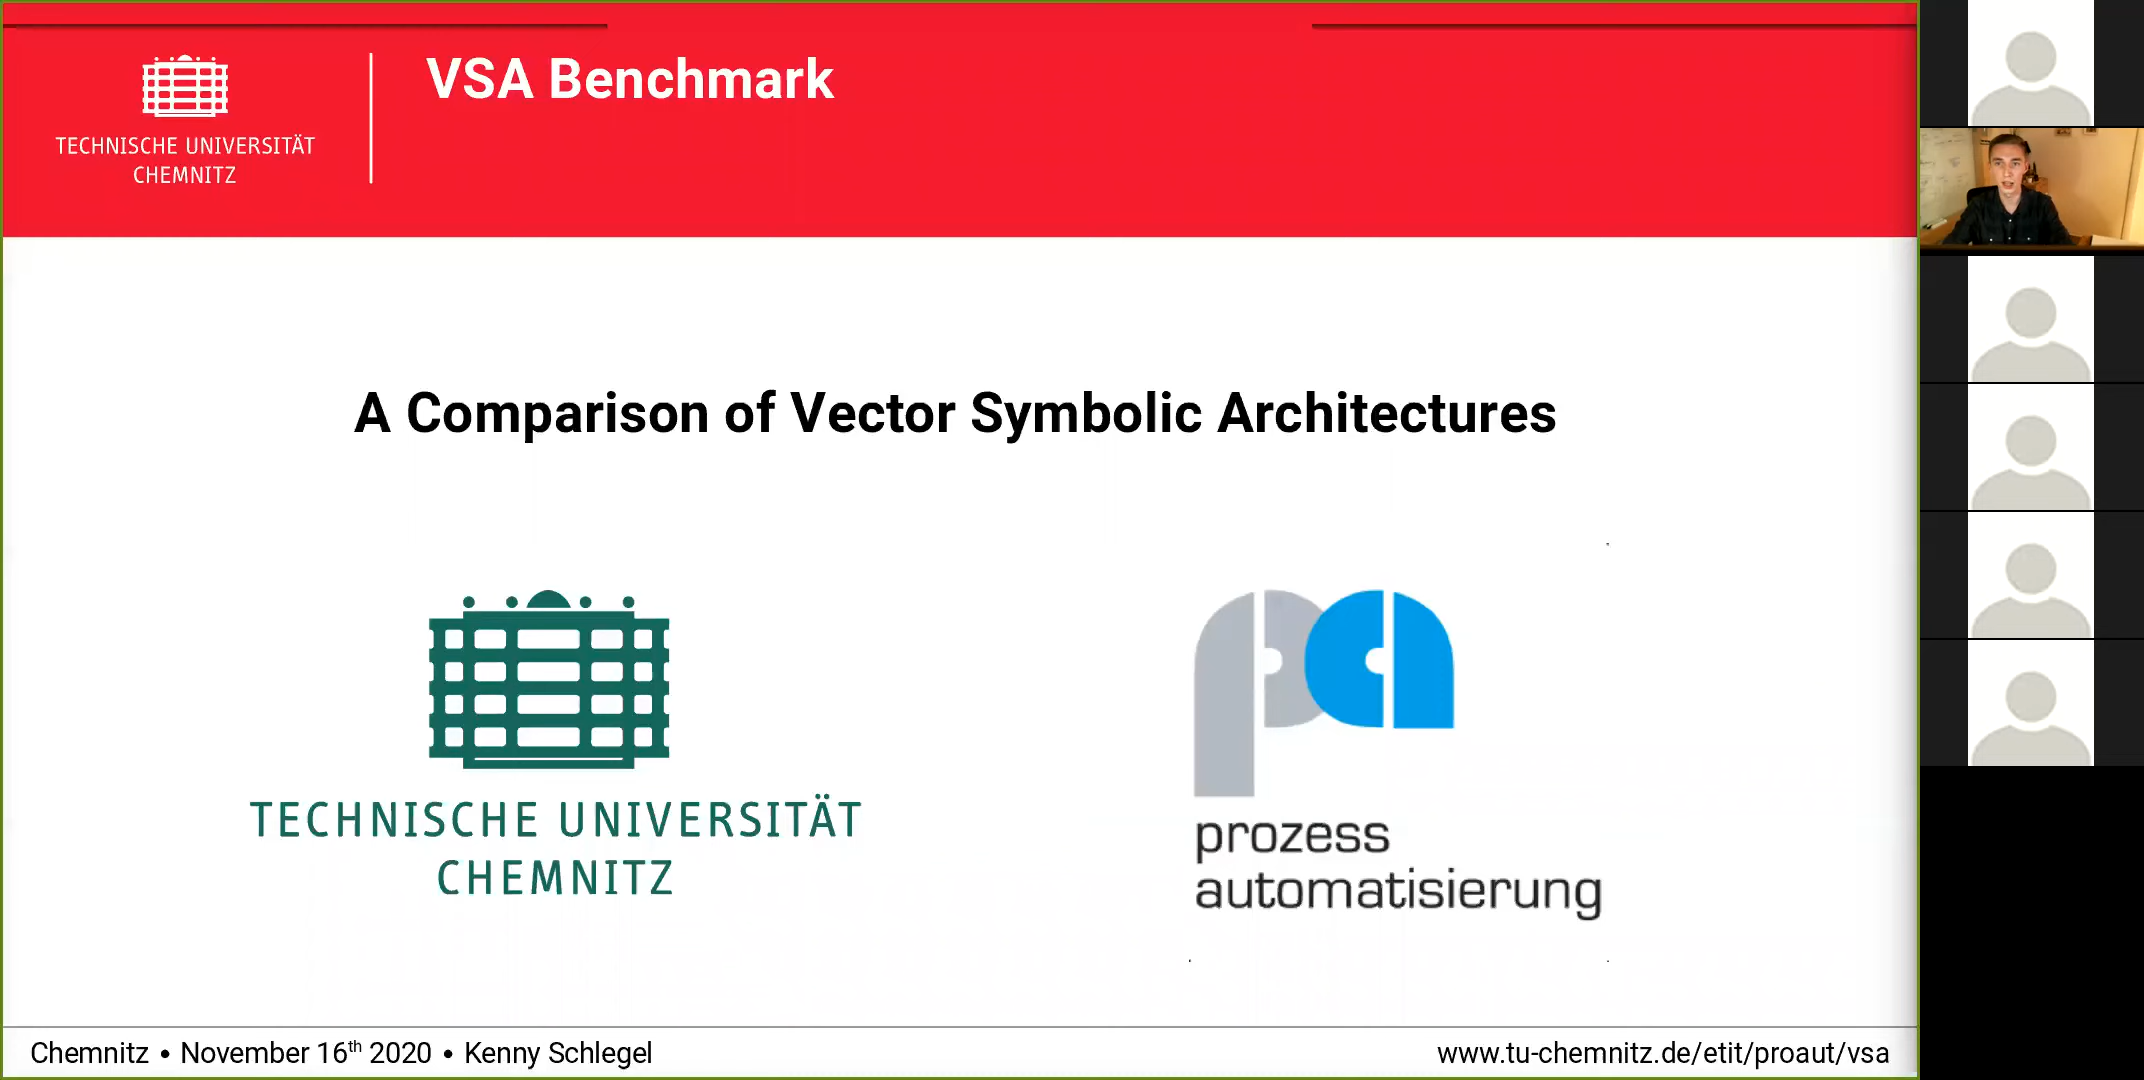 TECHNISCHE UNIVERSITÄT
CHEMNITZ
VSA Benchmark
A Comparison of Vector Symbolic Architectures
TECHNISCHE UNIVERSITÄT
CHEMNITZ
pa
prozess
automatisierung
Chemnitz • November 16th 2020 • Kenny Schlegel
www.tu-chemnitz.de/etit/proaut/vsa